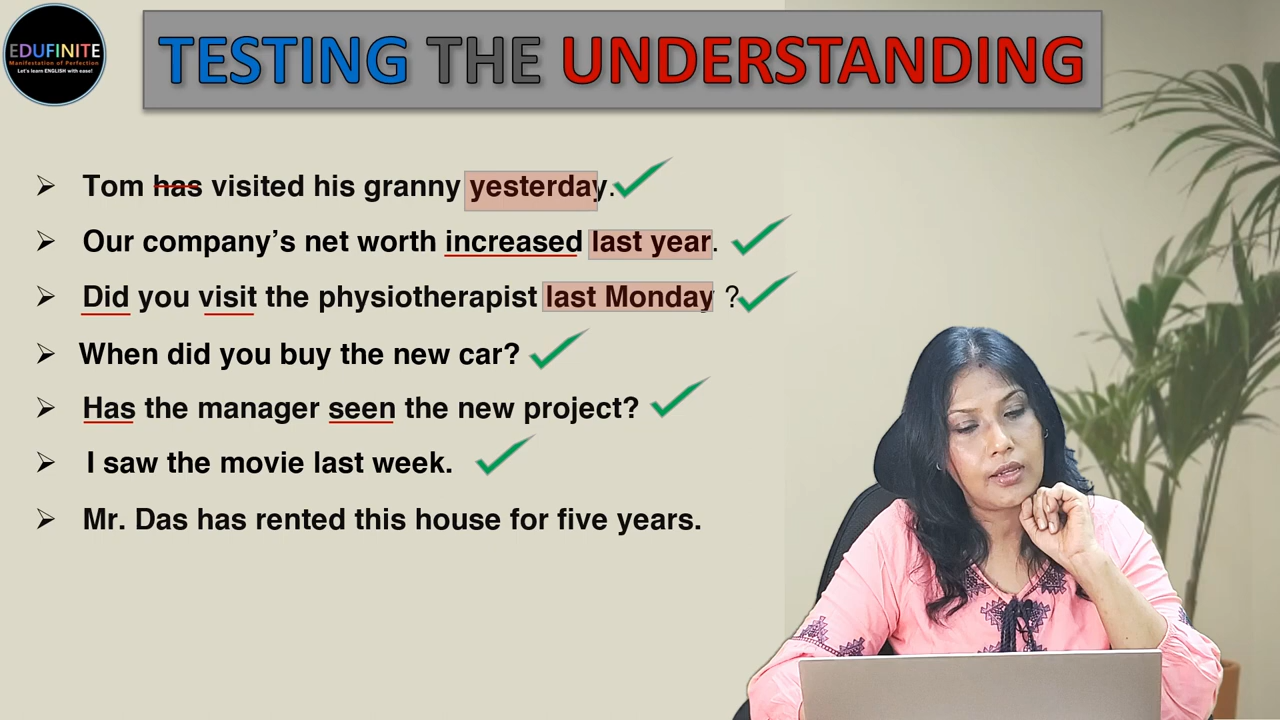 EDUFINITE
Manifestation of Perfection
Let's learn ENGLISH with ease!
TESTING THE UNDERSTANDING
Tom has visited his granny yesterday.
Our company’s net worth increased last year.
Did you visit the physiotherapist last Monday ?
When did you buy the new car?
Has the manager seen the new project?
I saw the movie last week.
Mr. Das has rented this house for five years.